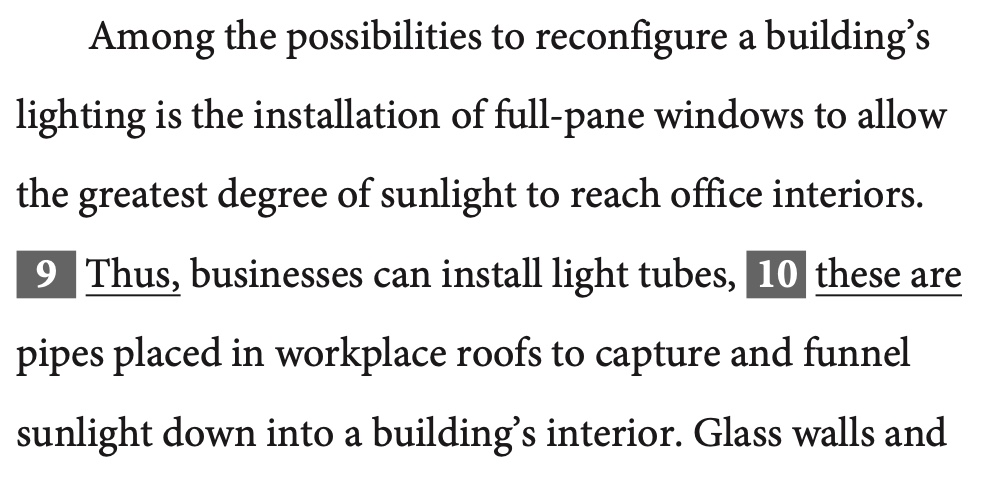 Among the possibilities to reconfigure a building’s
lighting is the installation of full-pane windows to allow
the greatest degree of sunlight to reach office interiors.
9 Thus, businesses can install light tubes, 10 these are
pipes placed in workplace roofs to capture and funnel
sunlight down into a building’s interior. Glass walls and